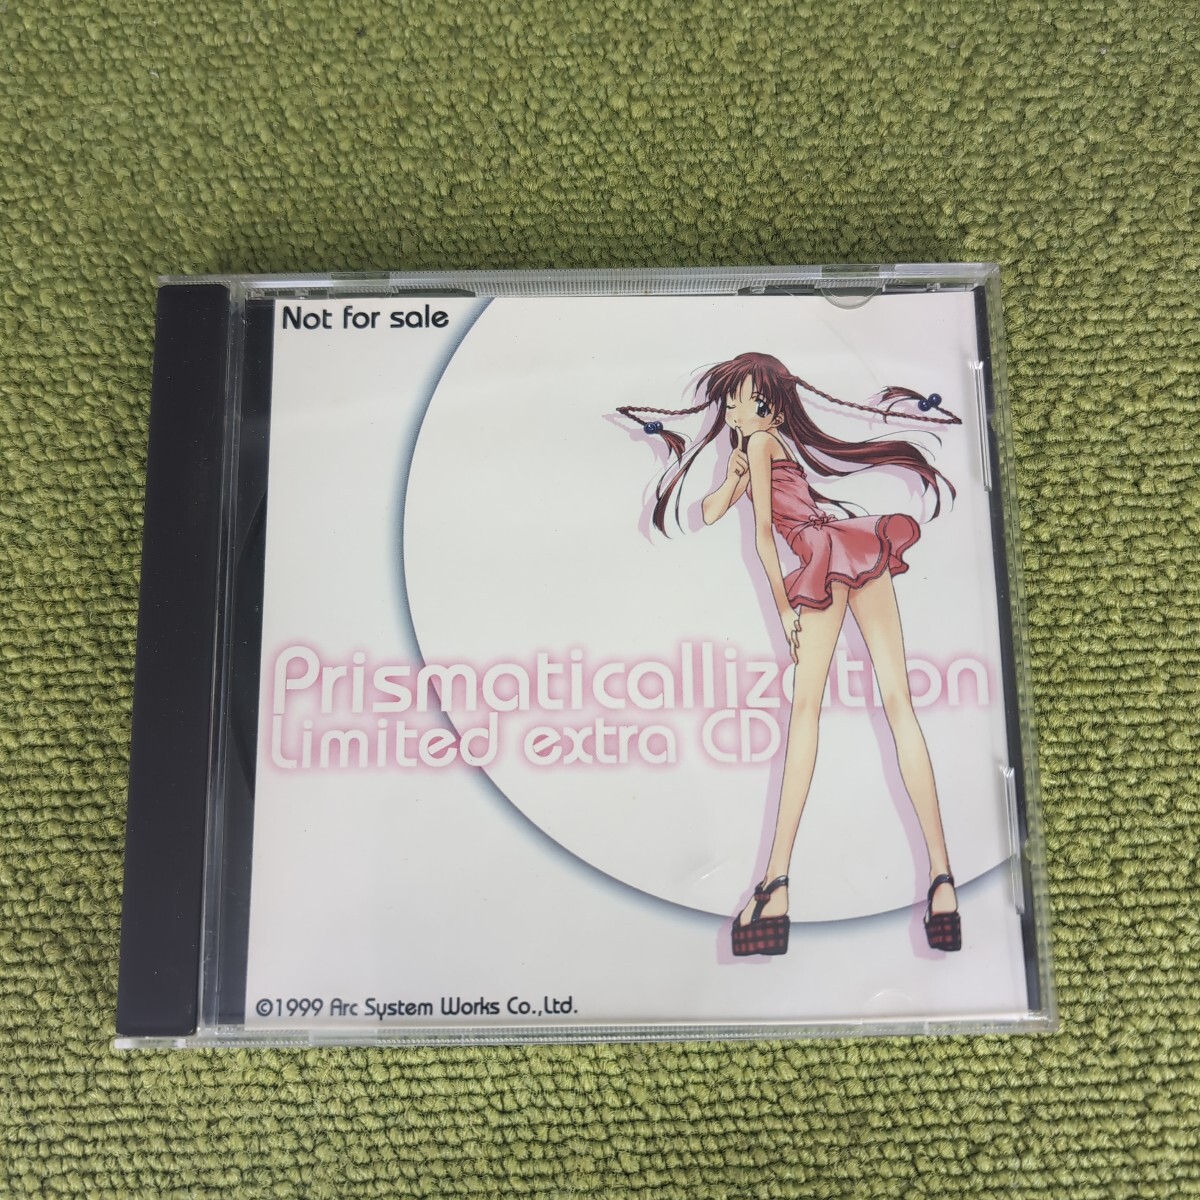 Not for sale
Prismaticallization
Limited extra CD
©1999 Arc System Works Co.,Ltd.